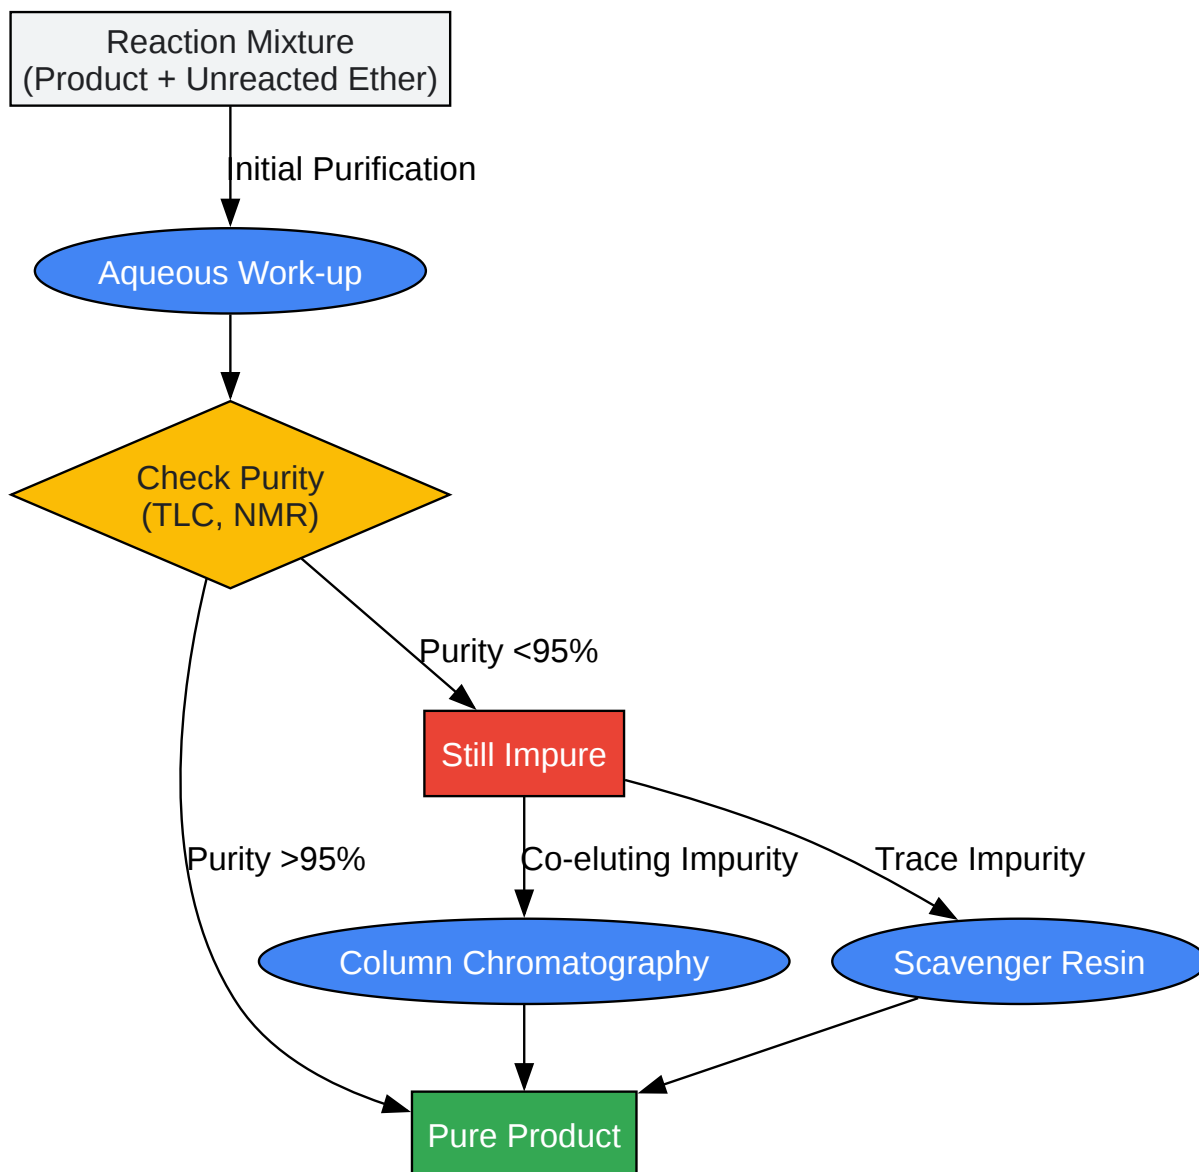 Reaction Mixture
(Product + Unreacted Ether)
Initial Purification
Aqueous Work-up
Check Purity
(TLC, NMR)
Purity <95%
Still Impure
Purity >95%
Co-eluting Impurity
Trace Impurity
Column Chromatography
Scavenger Resin
Pure Product